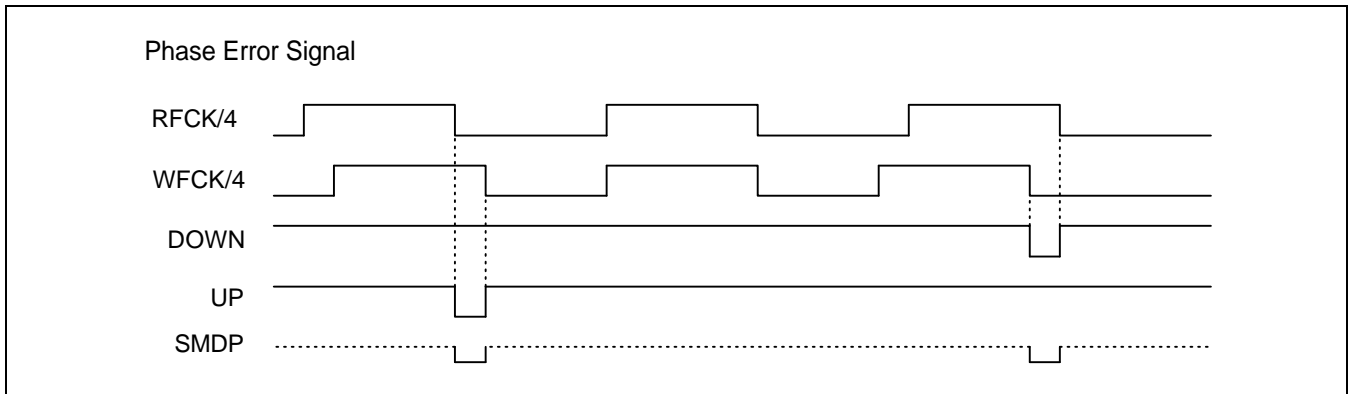 Phase Error Signal
RFCK/4
WFCK/4
DOWN
UP
SMDP